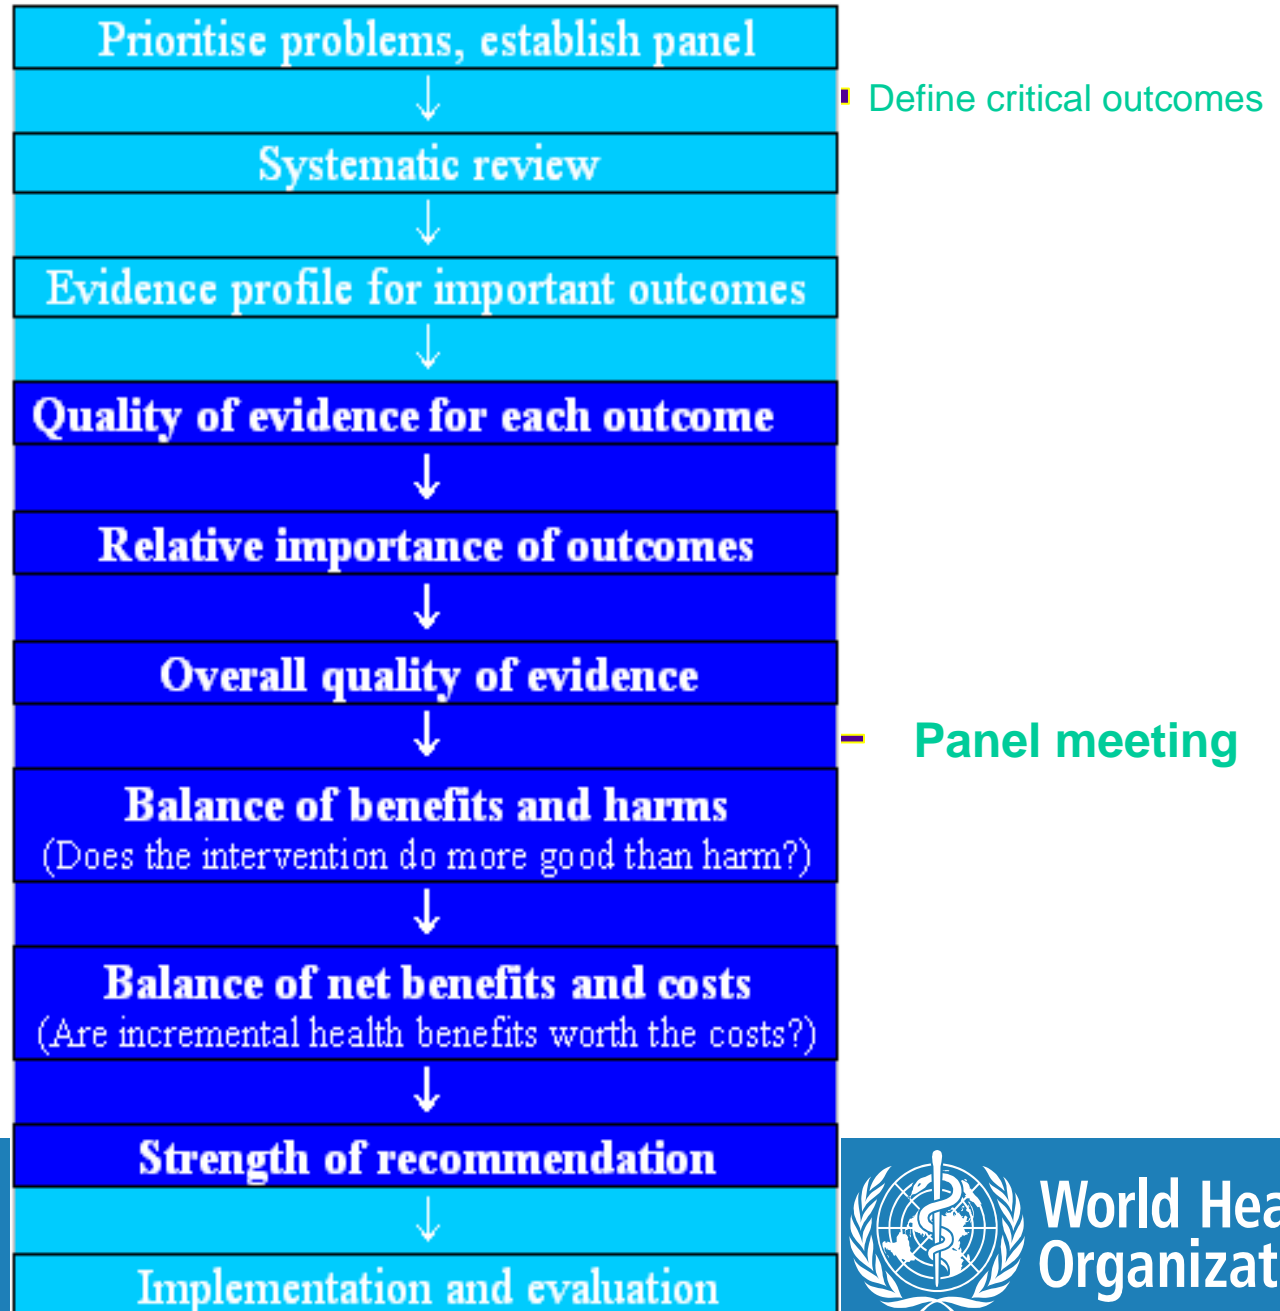 Prioritise problems, establish panel
Define critical outcomes
Systematic review
Evidence profile for important outcomes
Quality of evidence for each outcome
Relative importance of outcomes
Overall quality of evidence
Panel meeting
Balance of benefits and harms
(Does the intervention do more good than harm?)
Balance of net benefits and costs
(Are incremental health benefits worth the costs?)
Strength of recommendation
Implementation and evaluation
World Hea
Organizat